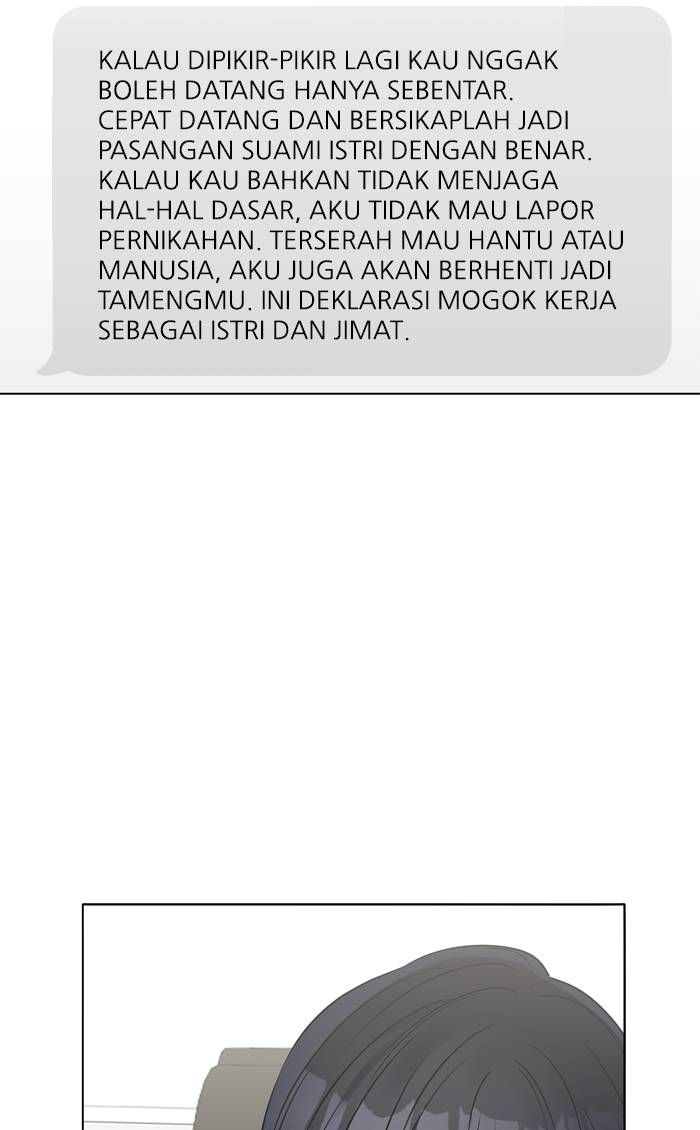 KALAU DIPIKIR-PIKIR LAGI KAU NGGAK
BOLEH DATANG HANYA SEBENTAR.
CEPAT DATANG DAN BERSIKAPLAH JADI
PASANGAN SUAMI ISTRI DENGAN BENAR.
KALAU KAU BAHKAN TIDAK MENJAGA
HAL-HAL DASAR, AKU TIDAK MAU LAPOR
PERNIKAHAN. TERSERAH MAU HANTU ATAU
MANUSIA, AKU JUGA AKAN BERHENTI JADI
TAMENGMU. INI DEKLARASI MOGOK KERJA
SEBAGAI ISTRI DAN JIMAT.